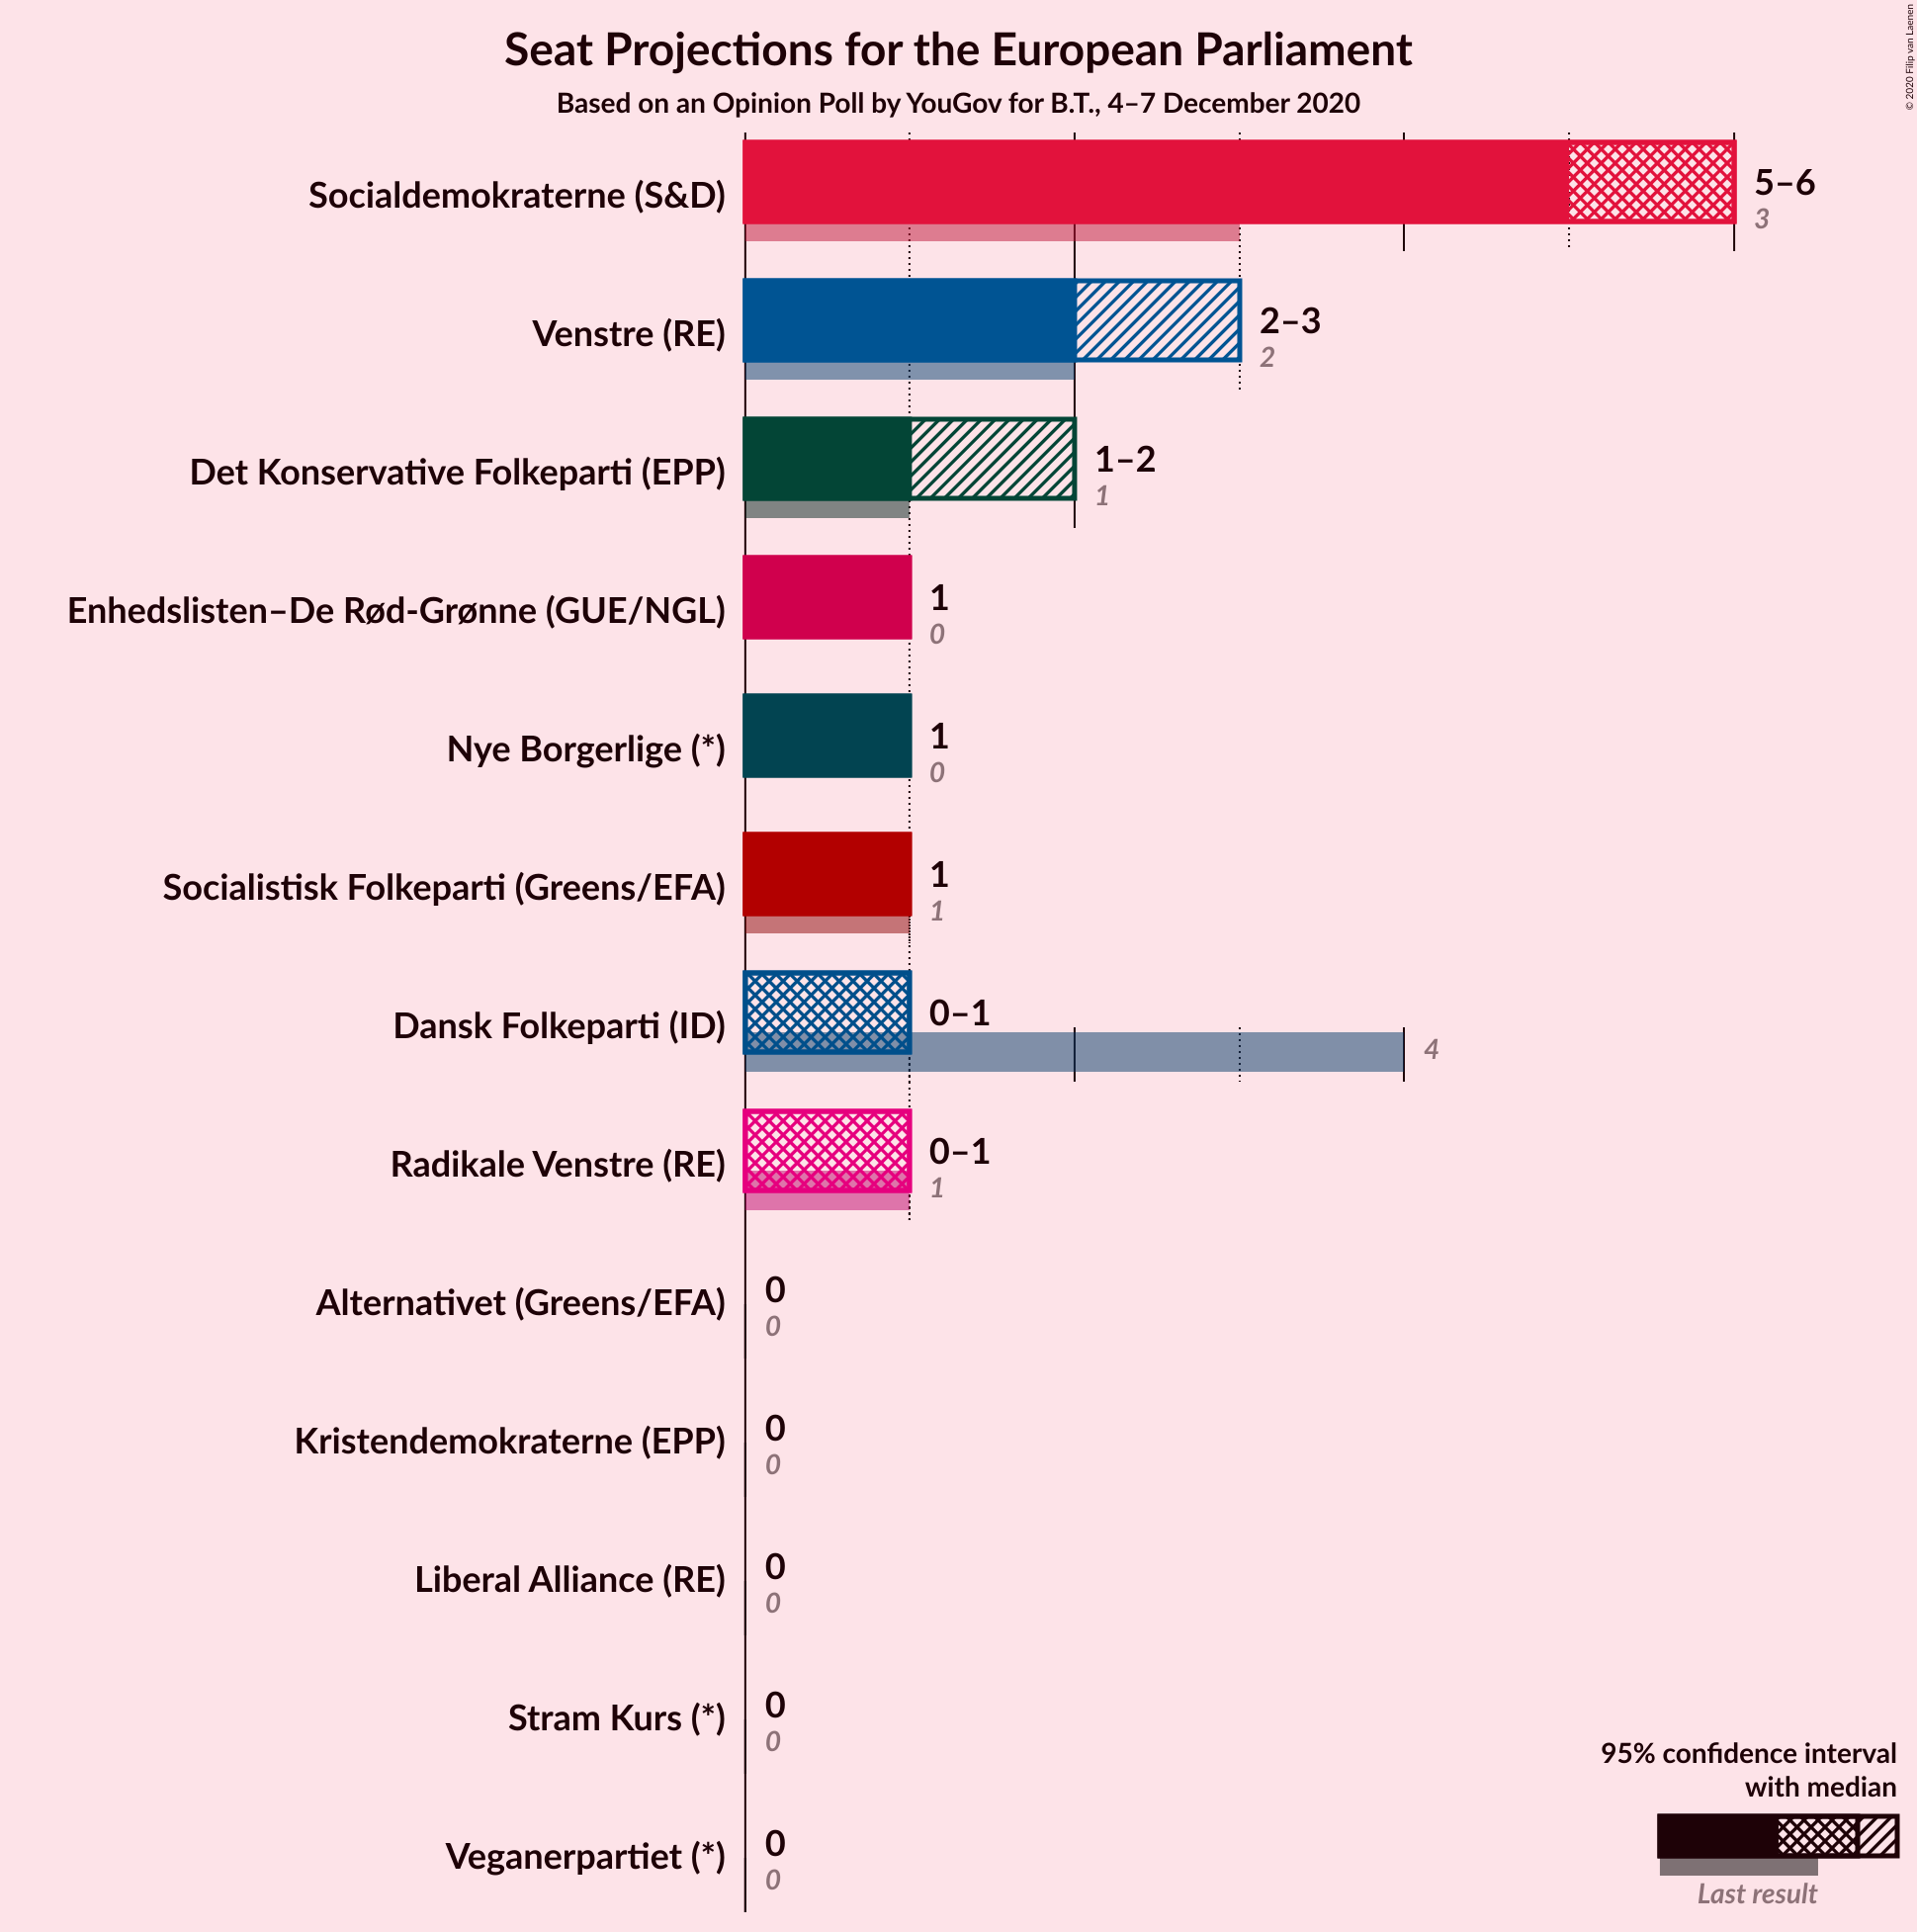 Seat Projections for the European Parliament
Based on an Opinion Poll by YouGov for B.T., 4–7 December 2020
© 2020 Filip van Laenen
Socialdemokraterne (S&D)
5–6
3
Venstre (RE)
2–3
2
Det Konservative Folkeparti (EPP)
1–2
1
Enhedslisten–De Rød-Grønne (GUE/NGL)
1
0
Nye Borgerlige (*)
1
0
Socialistisk Folkeparti (Greens/EFA)
1
1
Dansk Folkeparti (ID)
0–1
4
Radikale Venstre (RE)
0–1
1
Alternativet (Greens/EFA)
0
0
Kristendemokraterne (EPP)
0
0
Liberal Alliance (RE)
0
0
Stram Kurs (*)
0
0
Veganerpartiet (*)
0
0
95% confidence interval
with median
Last result